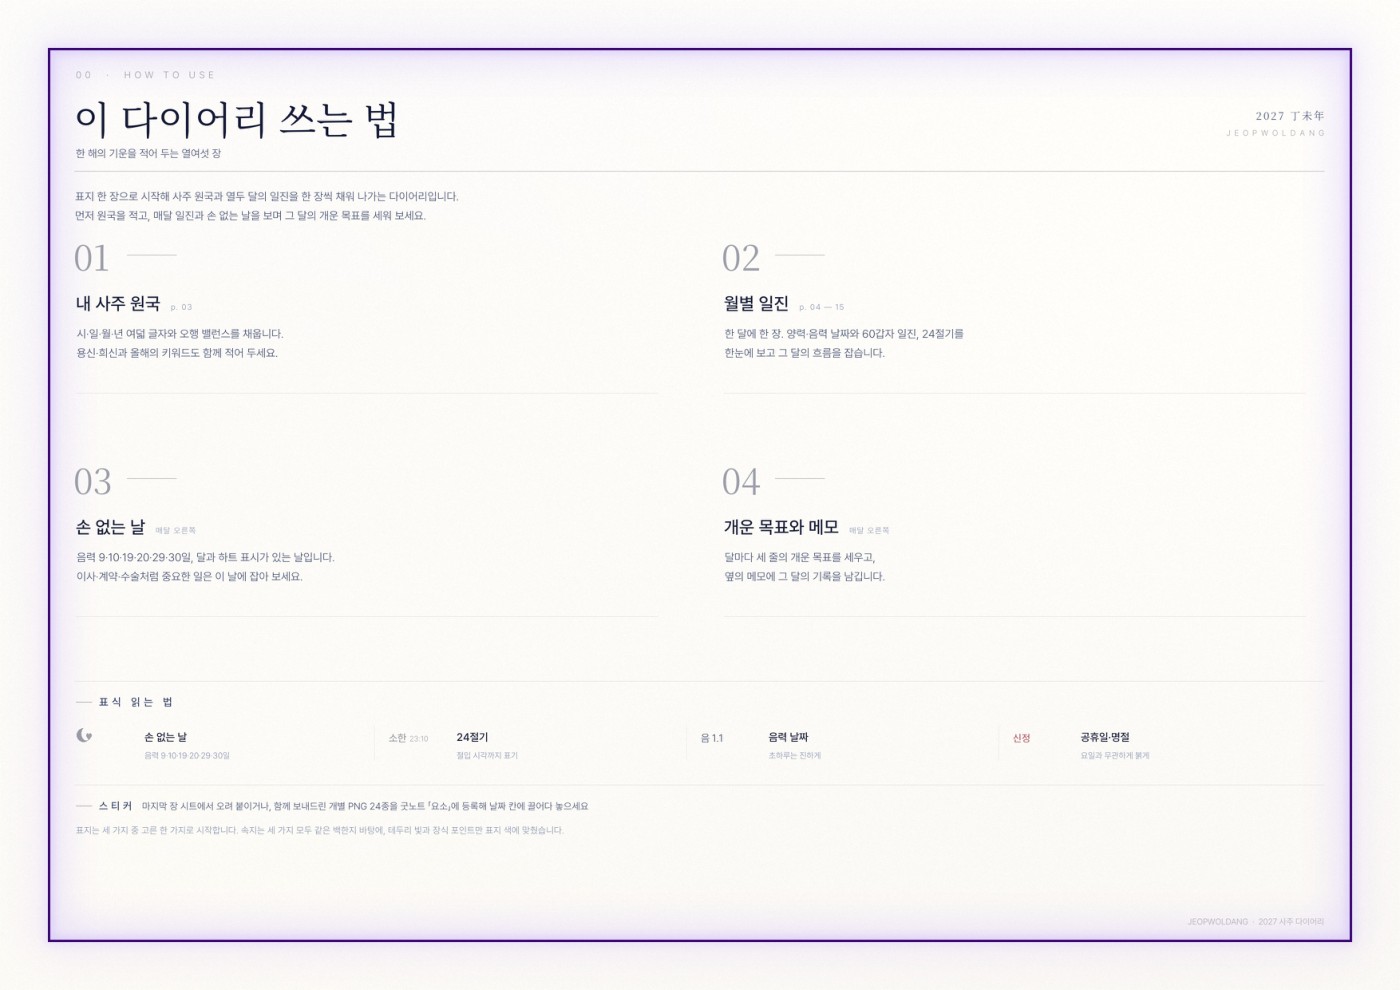 00 · HOW TO USE
이 다이어리 쓰는 법
한 해의 기운을 적어 두는 열여섯 장
2027 丁未年
JEOPWOLDANG
표지 한 장으로 시작해 사주 원국과 열두 달의 일진을 한 장씩 채워 나가는 다이어리입니다.
먼저 원국을 적고, 매달 일진과 손 없는 날을 보며 그 달의 개운 목표를 세워 보세요.
01
내 사주 원국 p. 03
시·일·월·년 여덟 글자와 오행 밸런스를 채웁니다.
용신·희신과 올해의 키워드도 함께 적어 두세요.
02
월별 일진 p. 04 — 15
한 달에 한 장. 양력·음력 날짜와 60갑자 일진, 24절기를
한눈에 보고 그 달의 흐름을 잡습니다.
03
손 없는 날 매달 오른쪽
음력 9·10·19·20·29·30일, 달과 하트 표시가 있는 날입니다.
이사·계약·수술처럼 중요한 일은 이 날에 잡아 보세요.
04
개운 목표와 메모 매달 오른쪽
달마다 세 줄의 개운 목표를 세우고,
옆의 메모에 그 달의 기록을 남깁니다.
표식 읽는 법
손 없는 날
음력 9·10·19·20·29·30일
소한 23:10
24절기
절입 시각까지 표기
음 1.1
음력 날짜
초하루는 진하게
신정
공휴일·명절
요일과 무관하게 붉게
스티커 마지막 장 시트에서 오려 붙이거나, 함께 보내드린 개별 PNG 24종을 굿노트 「요소」에 등록해 날짜 칸에 끌어다 놓으세요
표지는 세 가지 중 고른 한 가지로 시작합니다. 속지는 세 가지 모두 같은 백한지 바탕에, 테두리 빛과 장식 포인트만 표지 색에 맞췄습니다.
JEOPWOLDANG · 2027 사주 다이어리